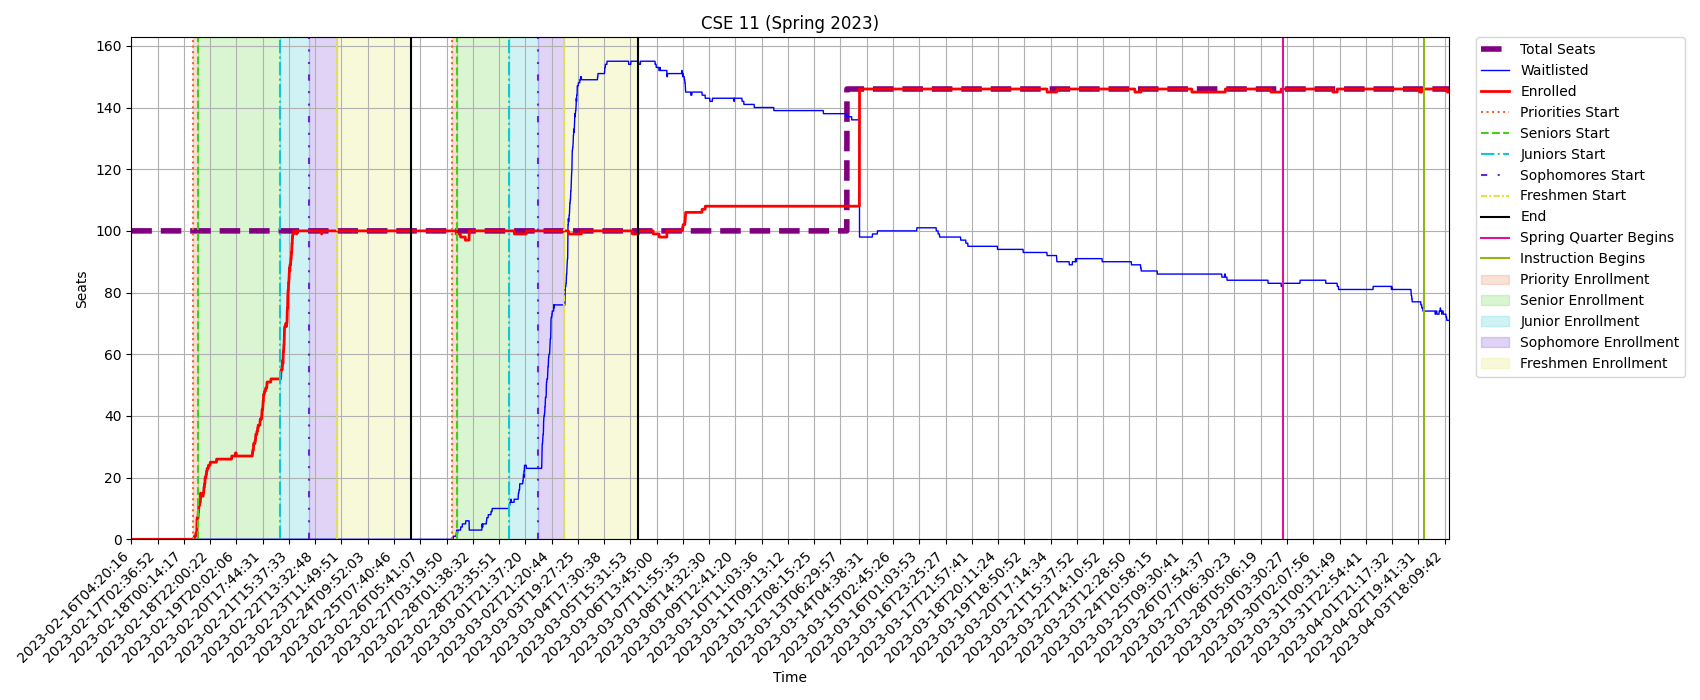 CSE 11 (Spring 2023)
Seats
160
140
120
100
80
60
40
20
0
2023-02-16T04:20:16
2023-02-17T02:36:52
2023-02-18T00:14:17
2023-02-18T22:00:22
2023-02-19T20:02:06
2023-02-20T17:44:31
2023-02-21T15:37:33
2023-02-22T13:32:48
2023-02-23T11:49:51
2023-02-24T09:52:03
2023-02-25T07:40:46
2023-02-26T05:41:07
2023-02-27T03:19:50
2023-02-28T01:38:32
2023-02-28T23:35:51
2023-03-01T21:37:20
2023-03-02T21:20:44
2023-03-03T19:27:25
2023-03-04T17:30:38
2023-03-05T15:31:53
2023-03-06T13:45:00
2023-03-07T11:55:35
2023-03-08T14:32:30
2023-03-09T12:41:20
2023-03-10T11:03:36
2023-03-11T09:13:12
2023-03-12T08:15:25
2023-03-13T06:29:57
2023-03-14T04:38:31
2023-03-15T02:45:26
2023-03-16T01:03:53
2023-03-16T23:25:27
2023-03-17T21:57:41
2023-03-18T20:11:24
2023-03-19T18:50:52
2023-03-20T17:14:34
2023-03-21T15:37:52
2023-03-22T14:10:52
2023-03-23T12:28:50
2023-03-24T10:58:15
2023-03-25T09:30:41
2023-03-26T07:54:37
2023-03-27T06:30:23
2023-03-28T05:06:19
2023-03-29T03:30:27
2023-03-30T02:07:56
2023-03-31T00:31:49
2023-03-31T22:54:41
2023-04-01T21:17:32
2023-04-02T19:41:31
2023-04-03T18:09:42
Time
Total Seats
Waitlisted
Enrolled
Priorities Start
Seniors Start
Juniors Start
Sophomores Start
Freshmen Start
End
Spring Quarter Begins
Instruction Begins
Priority Enrollment
Senior Enrollment
Junior Enrollment
Sophomore Enrollment
Freshmen Enrollment